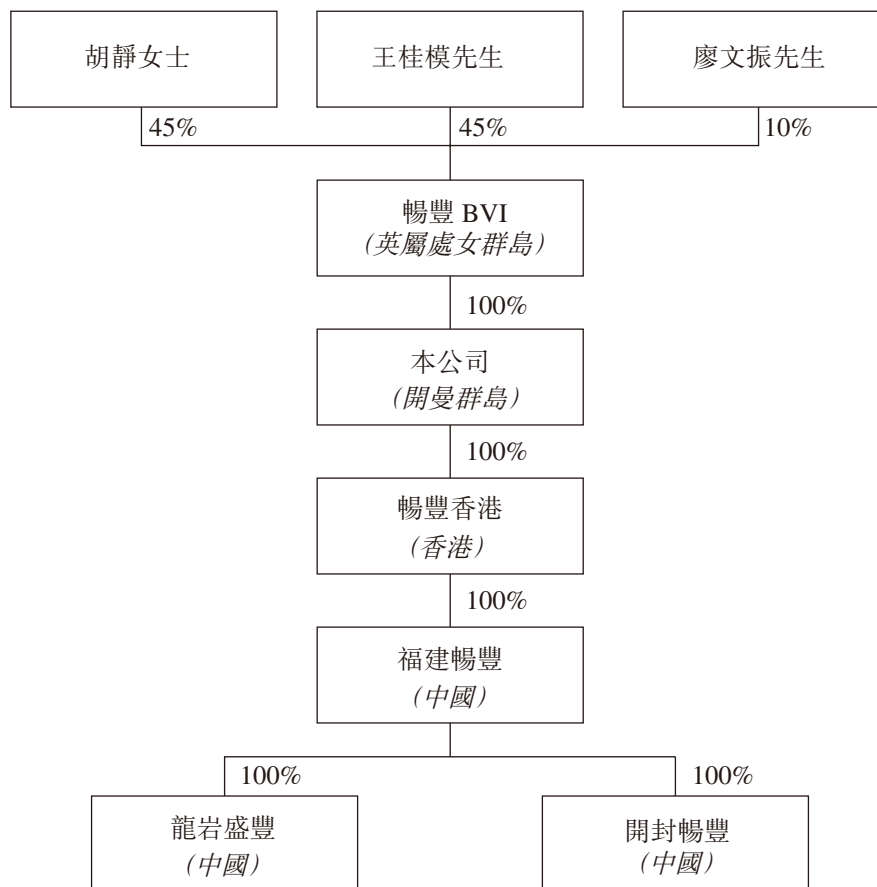 胡靜女士
王桂模先生
廖文振先生
45%
45%
10%
暢豐 BVI
(英屬處女群島)
100%
本公司
(開曼群島)
100%
暢豐香港
(香港)
100%
福建暢豐
(中國)
100%
100%
龍岩盛豐
(中國)
開封暢豐
(中國)